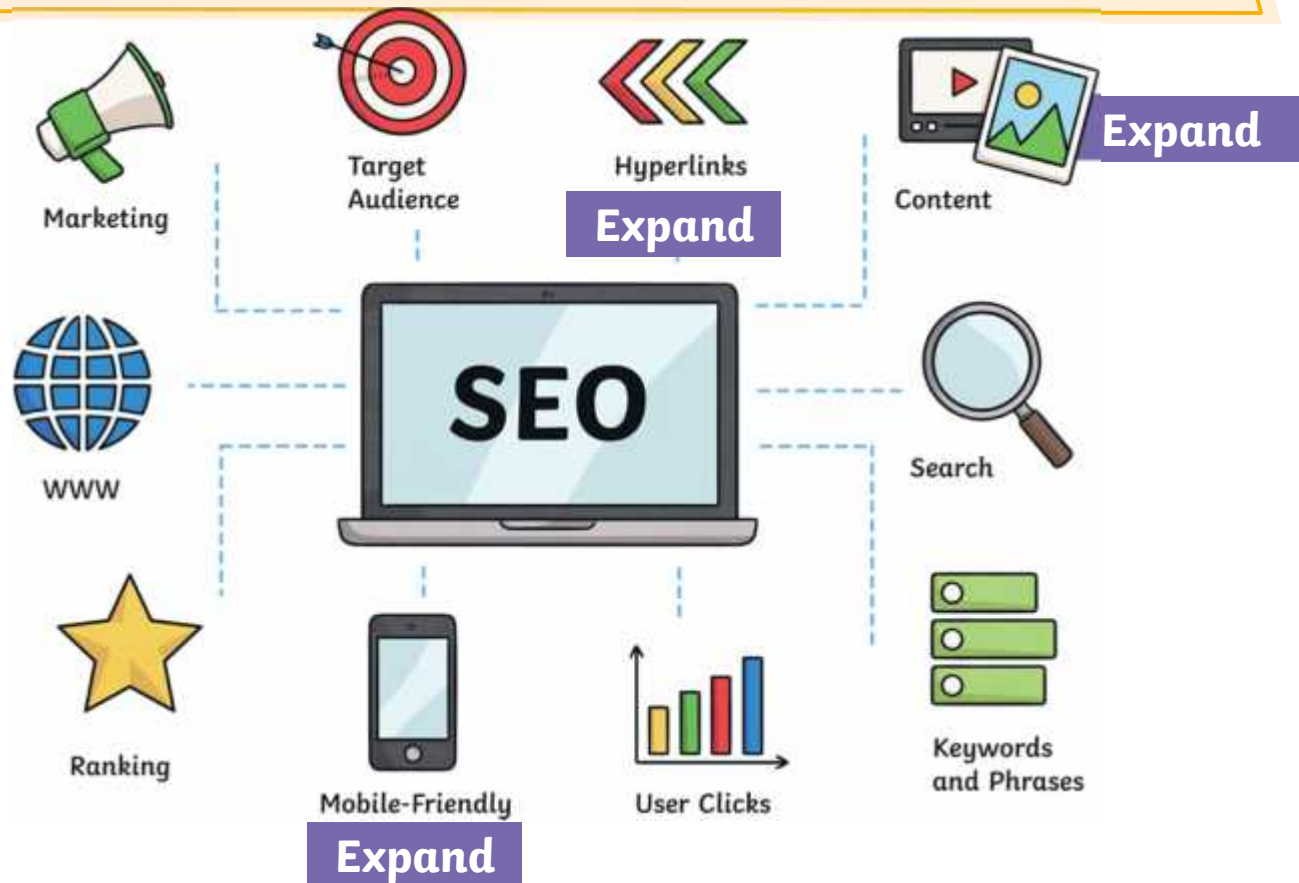 Marketing
Target
Audience
Hyperlinks
Expand
Content
Expand
SEO
WWW
Search
Ranking
Mobile-Friendly
Expand
User Clicks
Keywords
and Phrases